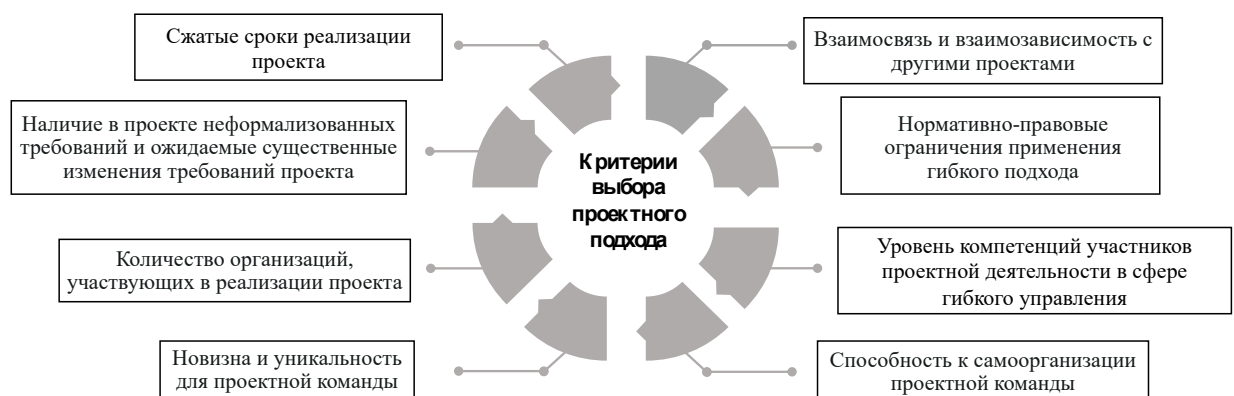 Сжатые сроки реализации
проекта
Наличие в проекте неформализованных
требований и ожидаемые существенные
изменения требований проекта
Количество организаций,
участвующих в реализации проекта
Новизна и уникальность
для проектной команды
Критерии
выбора
проектного
подхода
Взаимосвязь и взаимозависимость с
другими проектами
Нормативно-правовые
ограничения применения
гибкого подхода
Уровень компетенций участников
проектной деятельности в сфере
гибкого управления
Способность к самоорганизации
проектной команды